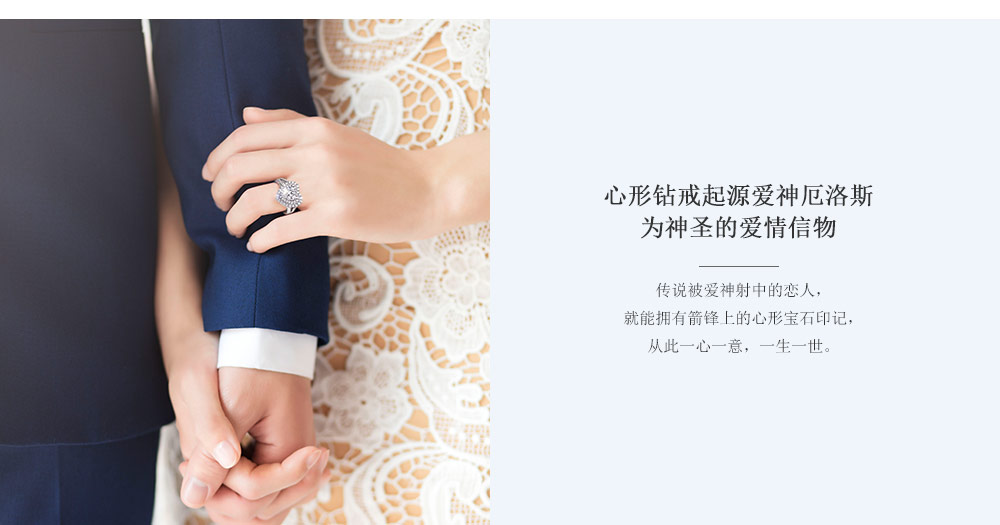 心形钻戒起源爱神厄洛斯
为神圣的爱情信物
传说被爱神射中的恋人，
就能拥有箭锋上的心形宝石印记，
从此一心一意，一生一世。